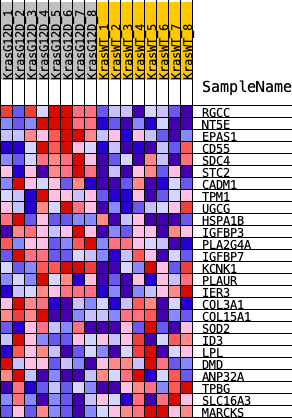 KrasG12D_1
KrasG12D_2
KrasG12D_3
KrasG12D_4
KrasG12D_5
KrasG12D_6
KrasG12D_7
KrasG12D_8
KrasWT_1
KrasWT_2
KrasWT_3
KrasWT_4
KrasWT_5
KrasWT_6
KrasWT_7
KrasWT_8
SampleName
RGCC
NT5E
EPAS1
CD55
SDC4
STC2
CADM1
TPM1
UGCG
HSPA1B
IGFBP3
PLA2G4A
IGFBP7
KCNK1
PLAUR
IER3
COL3A1
COL15A1
SOD2
ID3
LPL
DMD
ANP32A
TPBG
SLC16A3
MARCKS